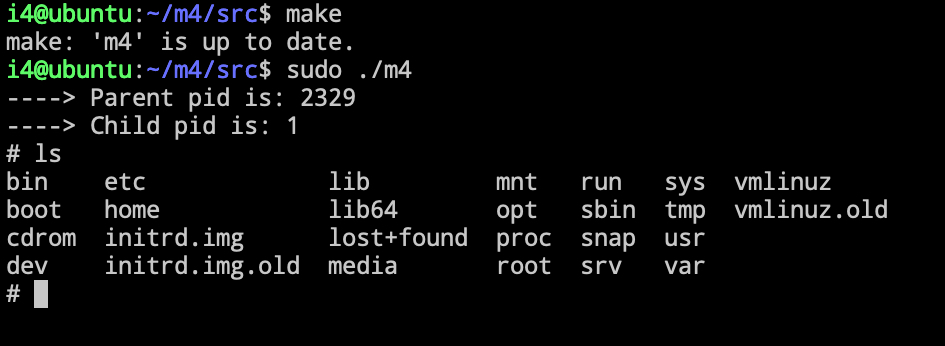 i4@ubuntu:~/m4/src$ make
make: 'm4' is up to date.
i4@ubuntu:~/m4/src$ sudo ./m4
----> Parent pid is: 2329
----> Child pid is: 1
# ls
bin    etc             lib         mnt   run   sys  vmlinuz
boot   home            lib64       opt   sbin  tmp  vmlinuz.old
cdrom  initrd.img      lost+found  proc  snap  usr
dev    initrd.img.old  media       root  srv   var
#